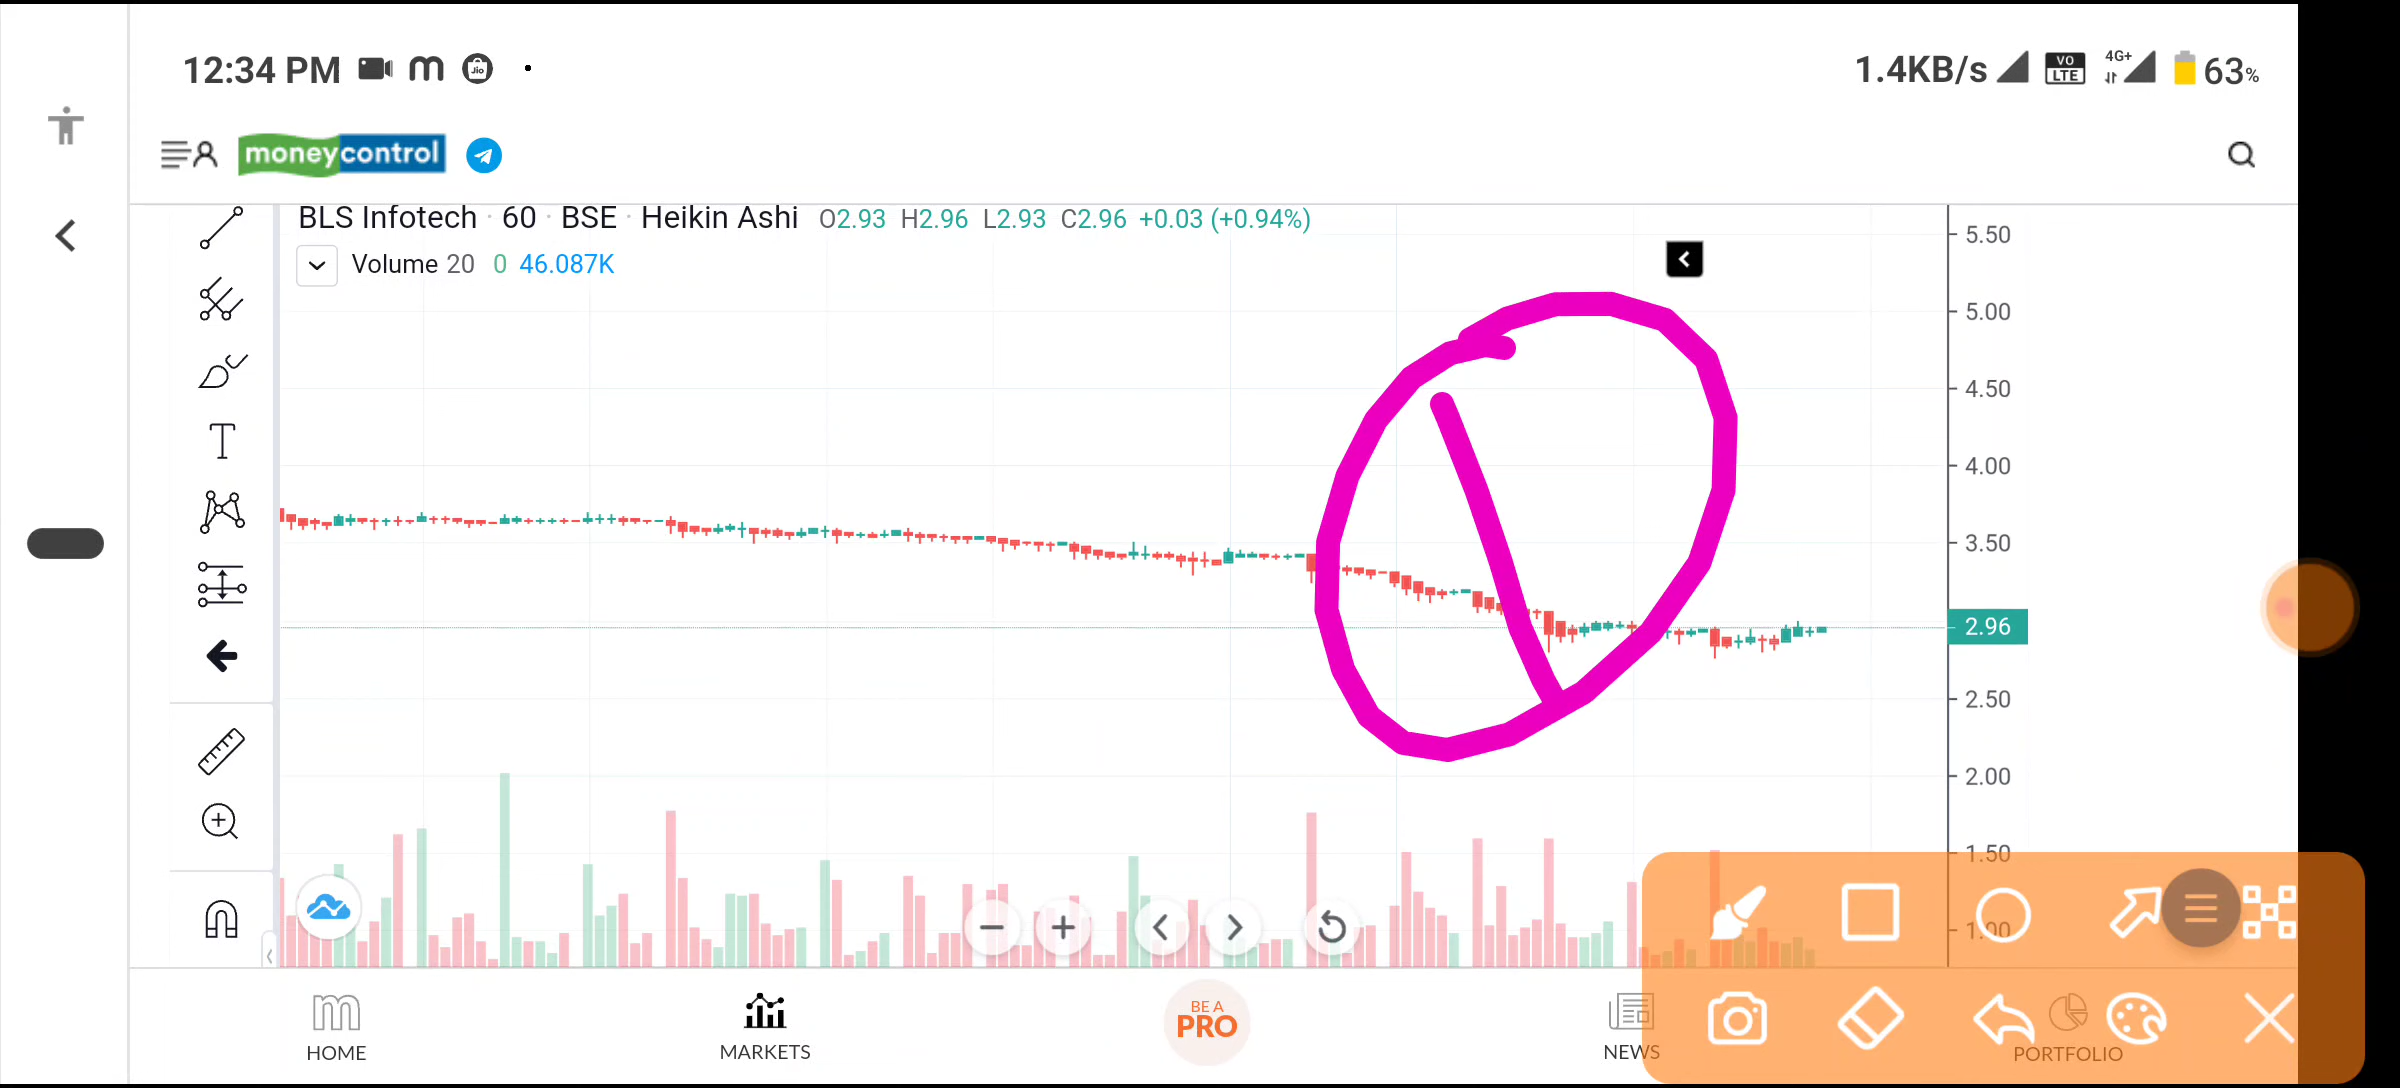 12:34 PM m Jio 1.4KB/s VO LTE 4G+ 63%
moneycontrol
BLS Infotech · 60 · BSE · Heikin Ashi O2.93 H2.96 L2.93 C2.96 +0.03 (+0.94%)
Volume 20 0 46.087K
5.50
5.00
4.50
4.00
3.50
2.96
2.50
2.00
1.50
1.00
HOME
MARKETS
BE A
PRO
NEWS
PORTFOLIO